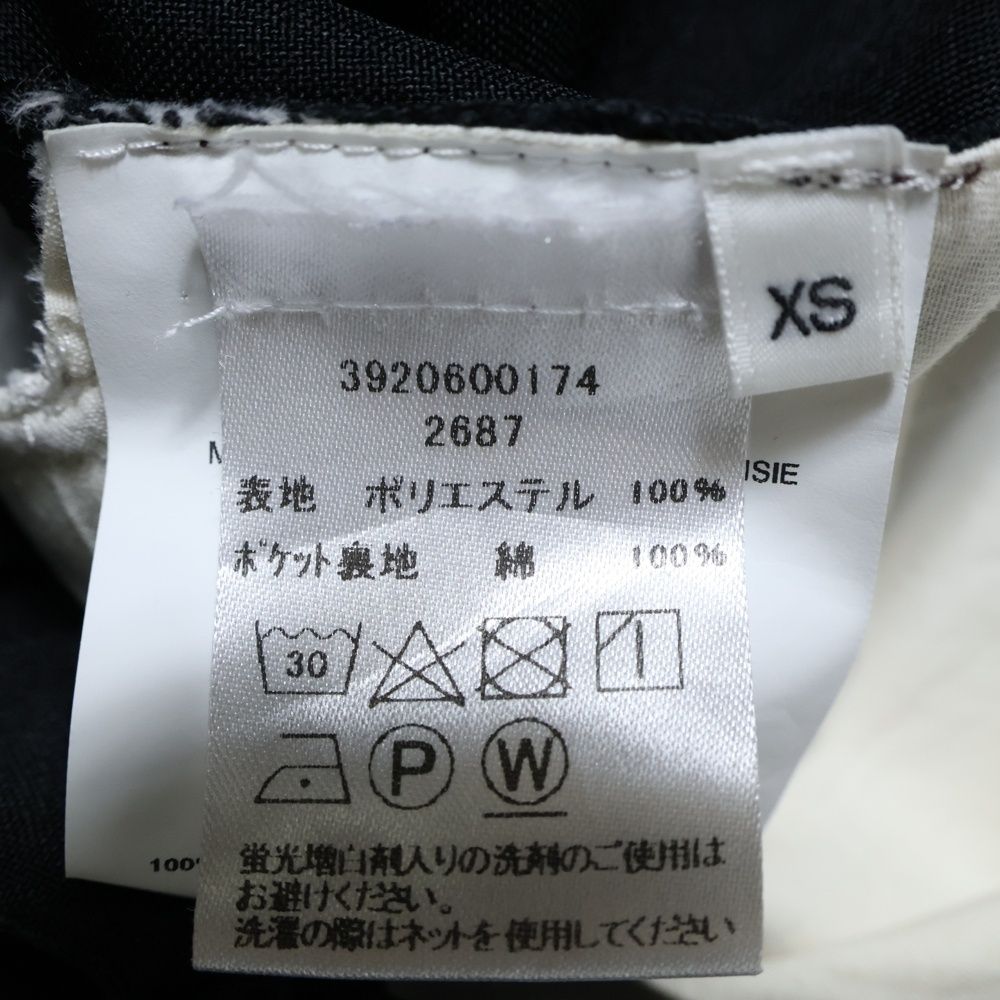 XS
3920600174
2687
表地 ポリエステル 100%
ポケット裏地 綿 100%
30
P
W
蛍光増白剤入りの洗剤のご使用は
お避けください。
洗濯の際はネットを使用してください